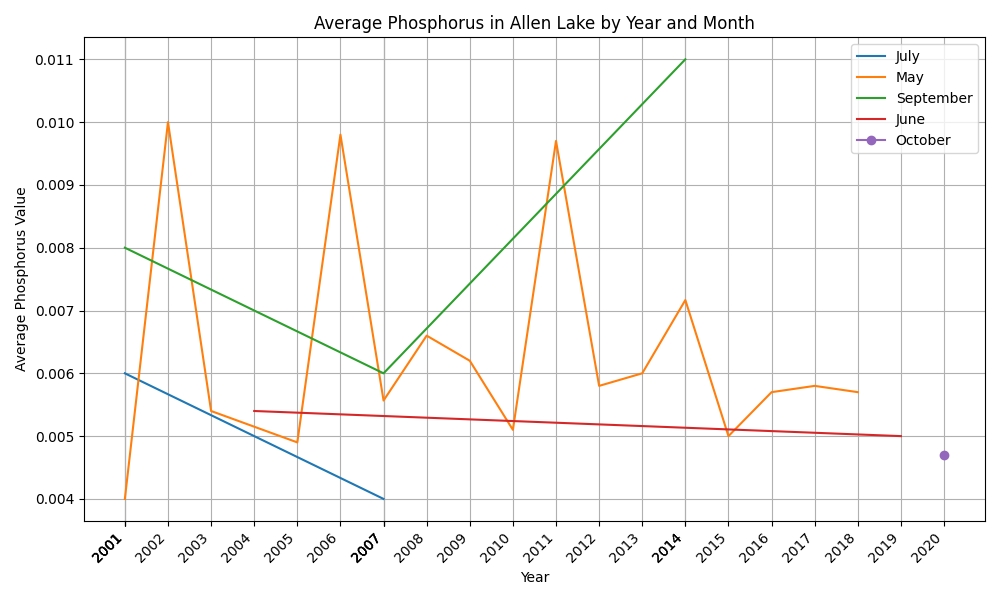 Average Phosphorus in Allen Lake by Year and Month
July
May
September
June
October
0.011
0.010
0.009
0.008
0.007
0.006
0.005
0.004
Average Phosphorus Value
2001 2002 2003 2004 2005 2006 2007 2008 2009 2010 2011 2012 2013 2014 2015 2016 2017 2018 2019 2020
Year